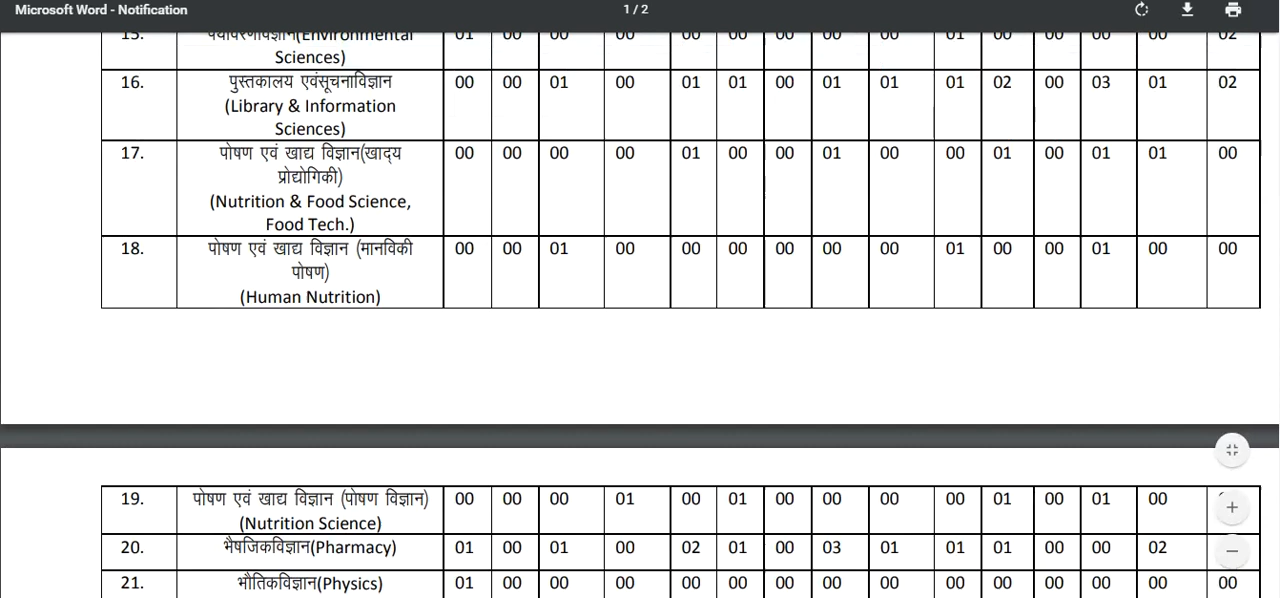 Microsoft Word - Notification
1 / 2
15. पर्यावरणविज्ञान(Environmental 01 00 00 00 00 00 00 00 00 01 00 00 00 00 02
Sciences)
16. पुस्तकालय एवंसूचनाविज्ञान 00 00 01 00 01 01 00 01 01 01 02 00 03 01 02
(Library & Information
Sciences)
17. पोषण एवं खाद्य विज्ञान(खाद्य 00 00 00 00 01 00 00 01 00 00 01 00 01 01 00
प्रोद्योगिकी)
(Nutrition & Food Science,
Food Tech.)
18. पोषण एवं खाद्य विज्ञान (मानविकी 00 00 01 00 00 00 00 00 00 01 00 00 01 00 00
पोषण)
(Human Nutrition)
19. पोषण एवं खाद्य विज्ञान (पोषण विज्ञान) 00 00 00 01 00 01 00 00 00 00 01 00 01 00
(Nutrition Science)
20. भैषजिकविज्ञान(Pharmacy) 01 00 01 00 02 01 00 03 01 01 01 00 00 02
21. भौतिकविज्ञान(Physics) 01 00 00 00 00 00 00 00 00 00 00 00 00 00 00